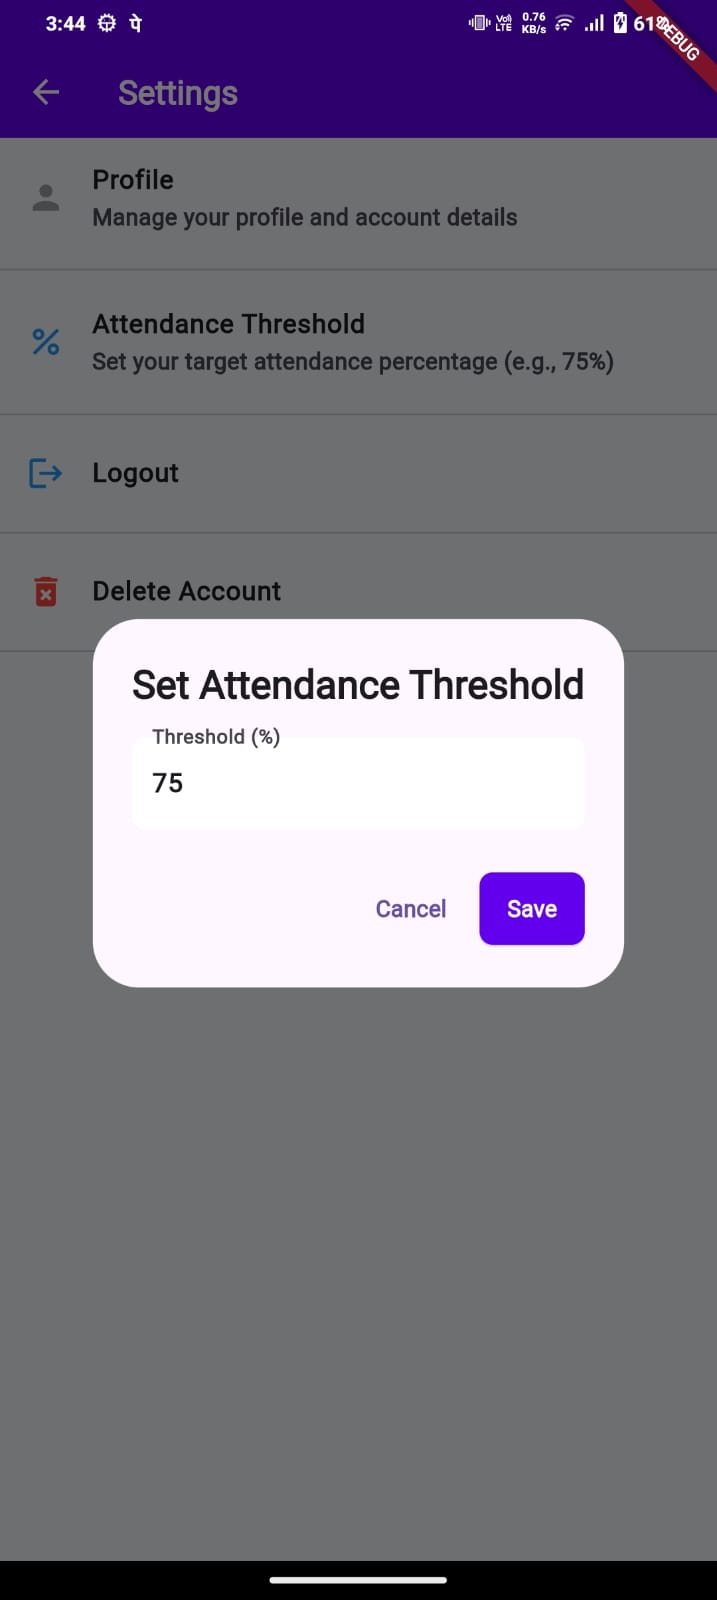 3:44 पे Vo) LTE 0.76 KB/s 61%
DEBUG
Settings
Profile
Manage your profile and account details
Attendance Threshold
Set your target attendance percentage (e.g., 75%)
Logout
Delete Account
Set Attendance Threshold
Threshold (%)
75
Cancel Save